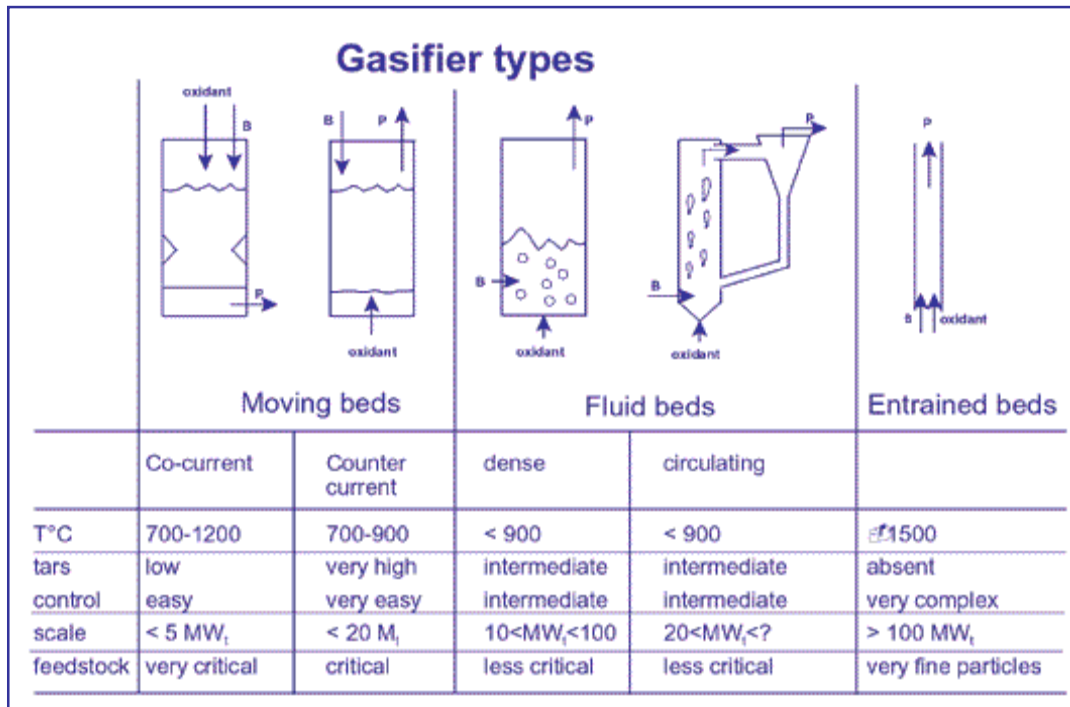 Gasifier types
oxidant
B
P
B
P
oxidant
P
B
oxidant
P
B
oxidant
P
B oxidant
Moving beds Fluid beds Entrained beds
Co-current Counter current dense circulating
T°C 700-1200 700-900 < 900 < 900 1500
tars low very high intermediate intermediate absent
control easy very easy intermediate intermediate very complex
scale < 5 MWt < 20 Mt 10<MWt<100 20<MWt<? > 100 MWt
feedstock very critical critical less critical less critical very fine particles